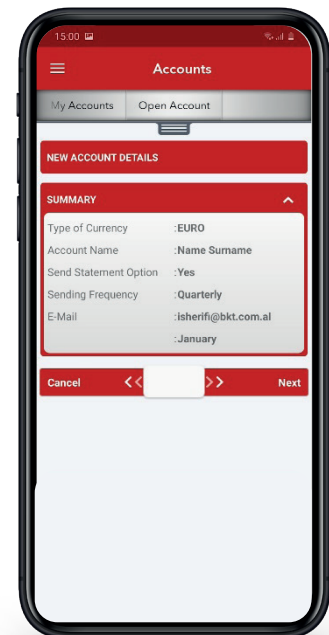 15:00
Accounts
My Accounts Open Account
NEW ACCOUNT DETAILS
SUMMARY
Type of Currency :EURO
Account Name :Name Surname
Send Statement Option :Yes
Sending Frequency :Quarterly
E-Mail :isherifi@bkt.com.al
:January
Cancel << >> Next